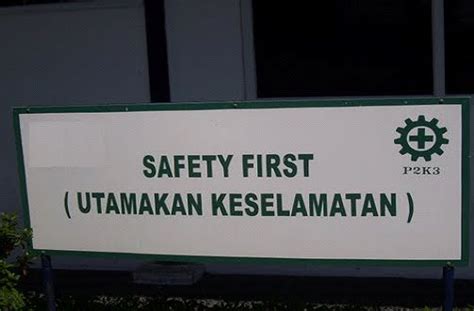 SAFETY FIRST
( UTAMAKAN KESELAMATAN )
P2K3